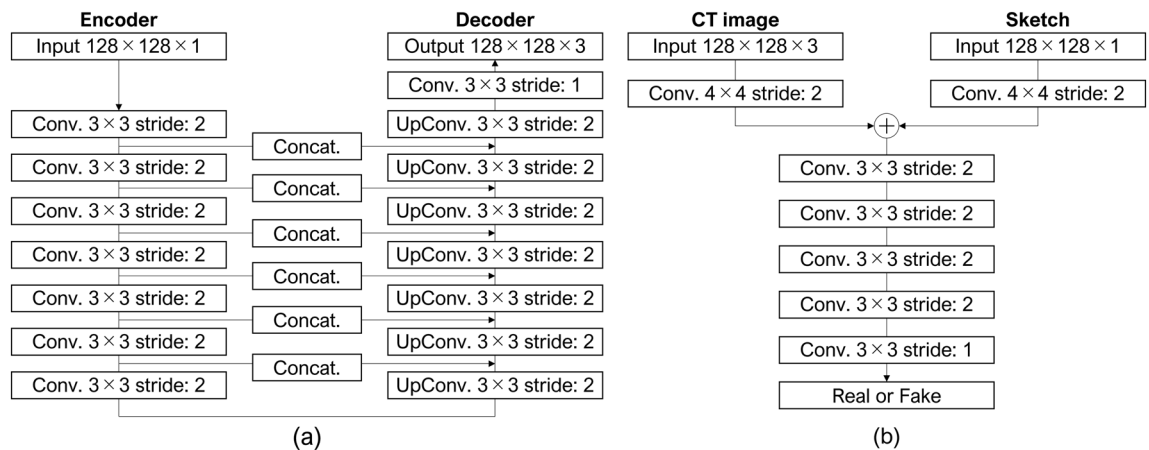 Encoder
Input 128×128×1
Conv. 3×3 stride: 2
Conv. 3×3 stride: 2
Conv. 3×3 stride: 2
Conv. 3×3 stride: 2
Conv. 3×3 stride: 2
Conv. 3×3 stride: 2
Conv. 3×3 stride: 2
Concat.
Concat.
Concat.
Concat.
Concat.
Concat.
Decoder
Output 128×128×3
Conv. 3×3 stride: 1
UpConv. 3×3 stride: 2
UpConv. 3×3 stride: 2
UpConv. 3×3 stride: 2
UpConv. 3×3 stride: 2
UpConv. 3×3 stride: 2
UpConv. 3×3 stride: 2
UpConv. 3×3 stride: 2
(a)
CT image
Input 128×128×3
Conv. 4×4 stride: 2
Sketch
Input 128×128×1
Conv. 4×4 stride: 2
+
Conv. 3×3 stride: 2
Conv. 3×3 stride: 2
Conv. 3×3 stride: 2
Conv. 3×3 stride: 2
Conv. 3×3 stride: 1
Real or Fake
(b)